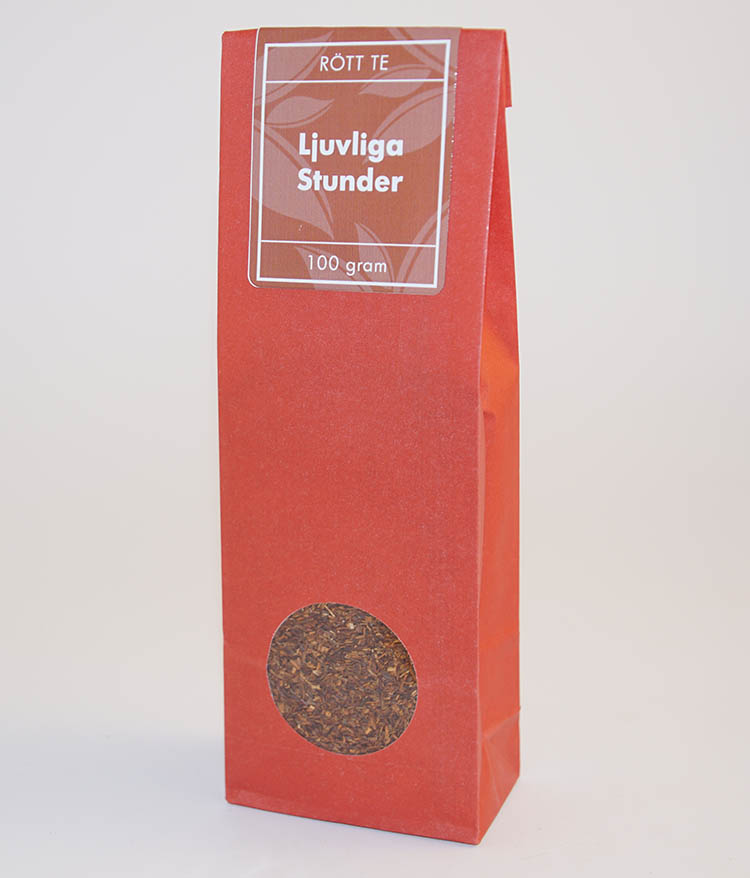 RÖTT TE
Ljuvliga
Stunder
100 gram